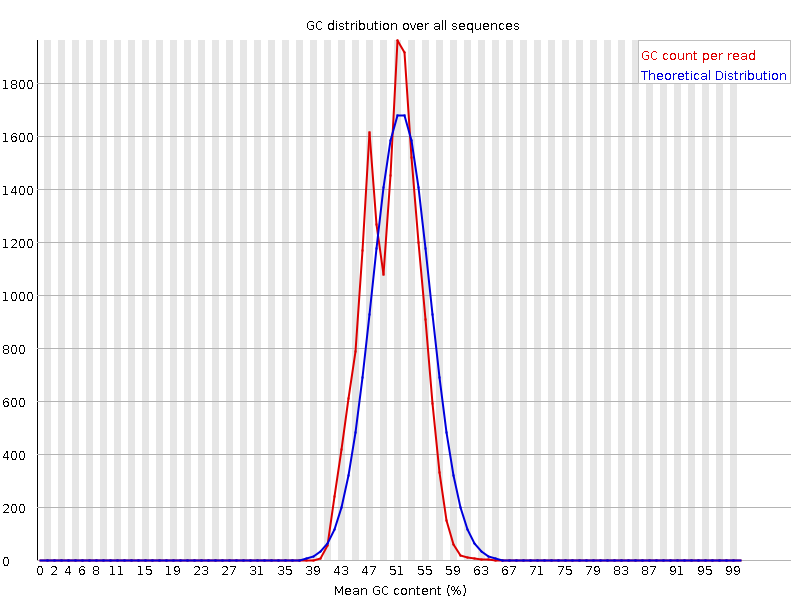 GC distribution over all sequences
GC count per read
Theoretical Distribution
1800
1600
1400
1200
1000
800
600
400
200
0
0 2 4 6 8 11 15 19 23 27 31 35 39 43 47 51 55 59 63 67 71 75 79 83 87 91 95 99
Mean GC content (%)